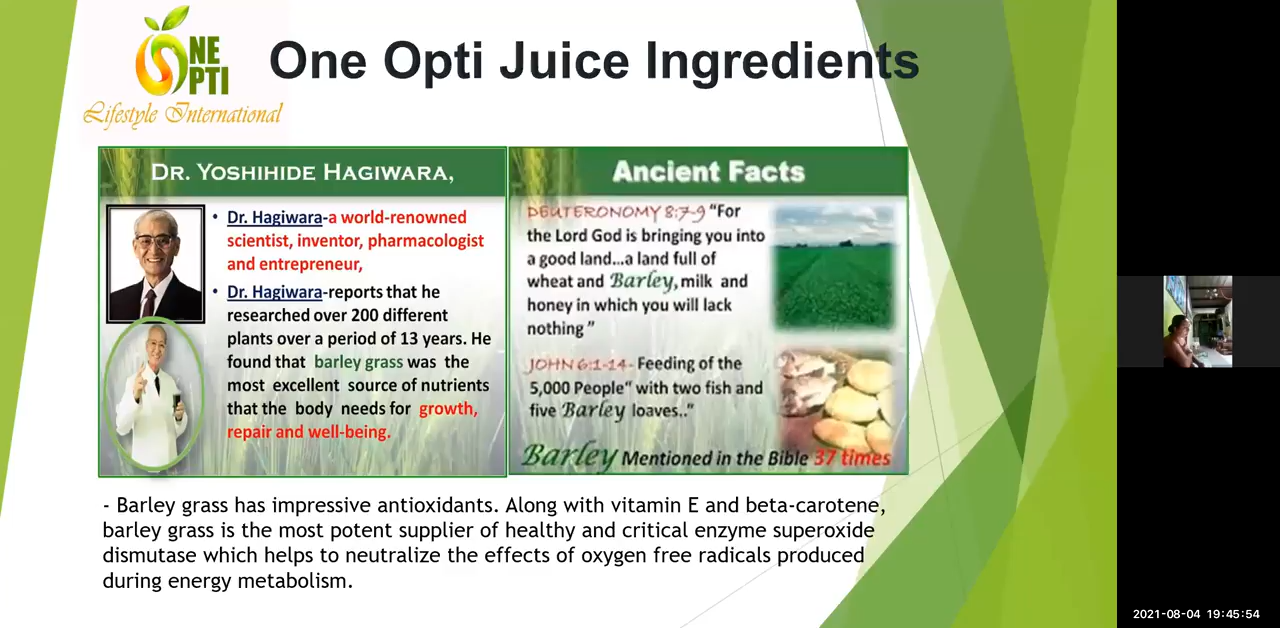 ONE
OPTI
Lifestyle International
One Opti Juice Ingredients
DR. YOSHIHIDE HAGIWARA,
• Dr. Hagiwara-a world-renowned
scientist, inventor, pharmacologist
and entrepreneur,
• Dr. Hagiwara-reports that he
researched over 200 different
plants over a period of 13 years. He
found that barley grass was the
most excellent source of nutrients
that the body needs for growth,
repair and well-being.
Ancient Facts
DEUTERONOMY 8:7-9 "For
the Lord God is bringing you into
a good land...a land full of
wheat and Barley, milk and
honey in which you will lack
nothing"
JOHN 6:1-14- Feeding of the
5,000 People" with two fish and
five Barley loaves.."
Barley Mentioned in the Bible 37 times
- Barley grass has impressive antioxidants. Along with vitamin E and beta-carotene,
barley grass is the most potent supplier of healthy and critical enzyme superoxide
dismutase which helps to neutralize the effects of oxygen free radicals produced
during energy metabolism.
2021-08-04 19:45:54